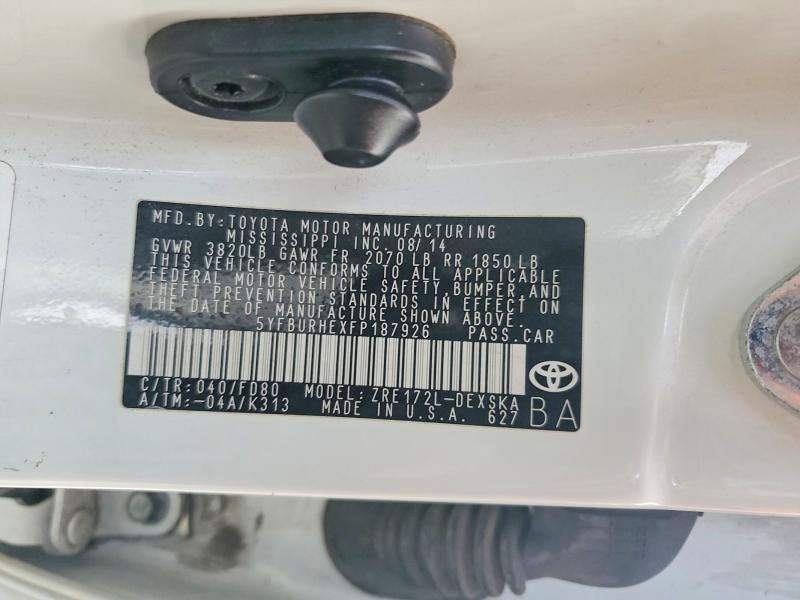 MFD. BY: TOYOTA MOTOR MANUFACTURING
MISSISSIPPI INC. 08/14
GVWR 3820LB GAWR FR 2070 LB RR 1850 LB
THIS VEHICLE CONFORMS TO ALL APPLICABLE
FEDERAL MOTOR VEHICLE SAFETY, BUMPER, AND
THEFT PREVENTION STANDARDS IN EFFECT ON
THE DATE OF MANUFACTURE SHOWN ABOVE.
5YFBURHEXFP187926 PASS.CAR
C/TR: 040/FD80 MODEL: ZRE172L-DEXSKA
A/TM:-04A/K313 MADE IN U.S.A. 627 BA